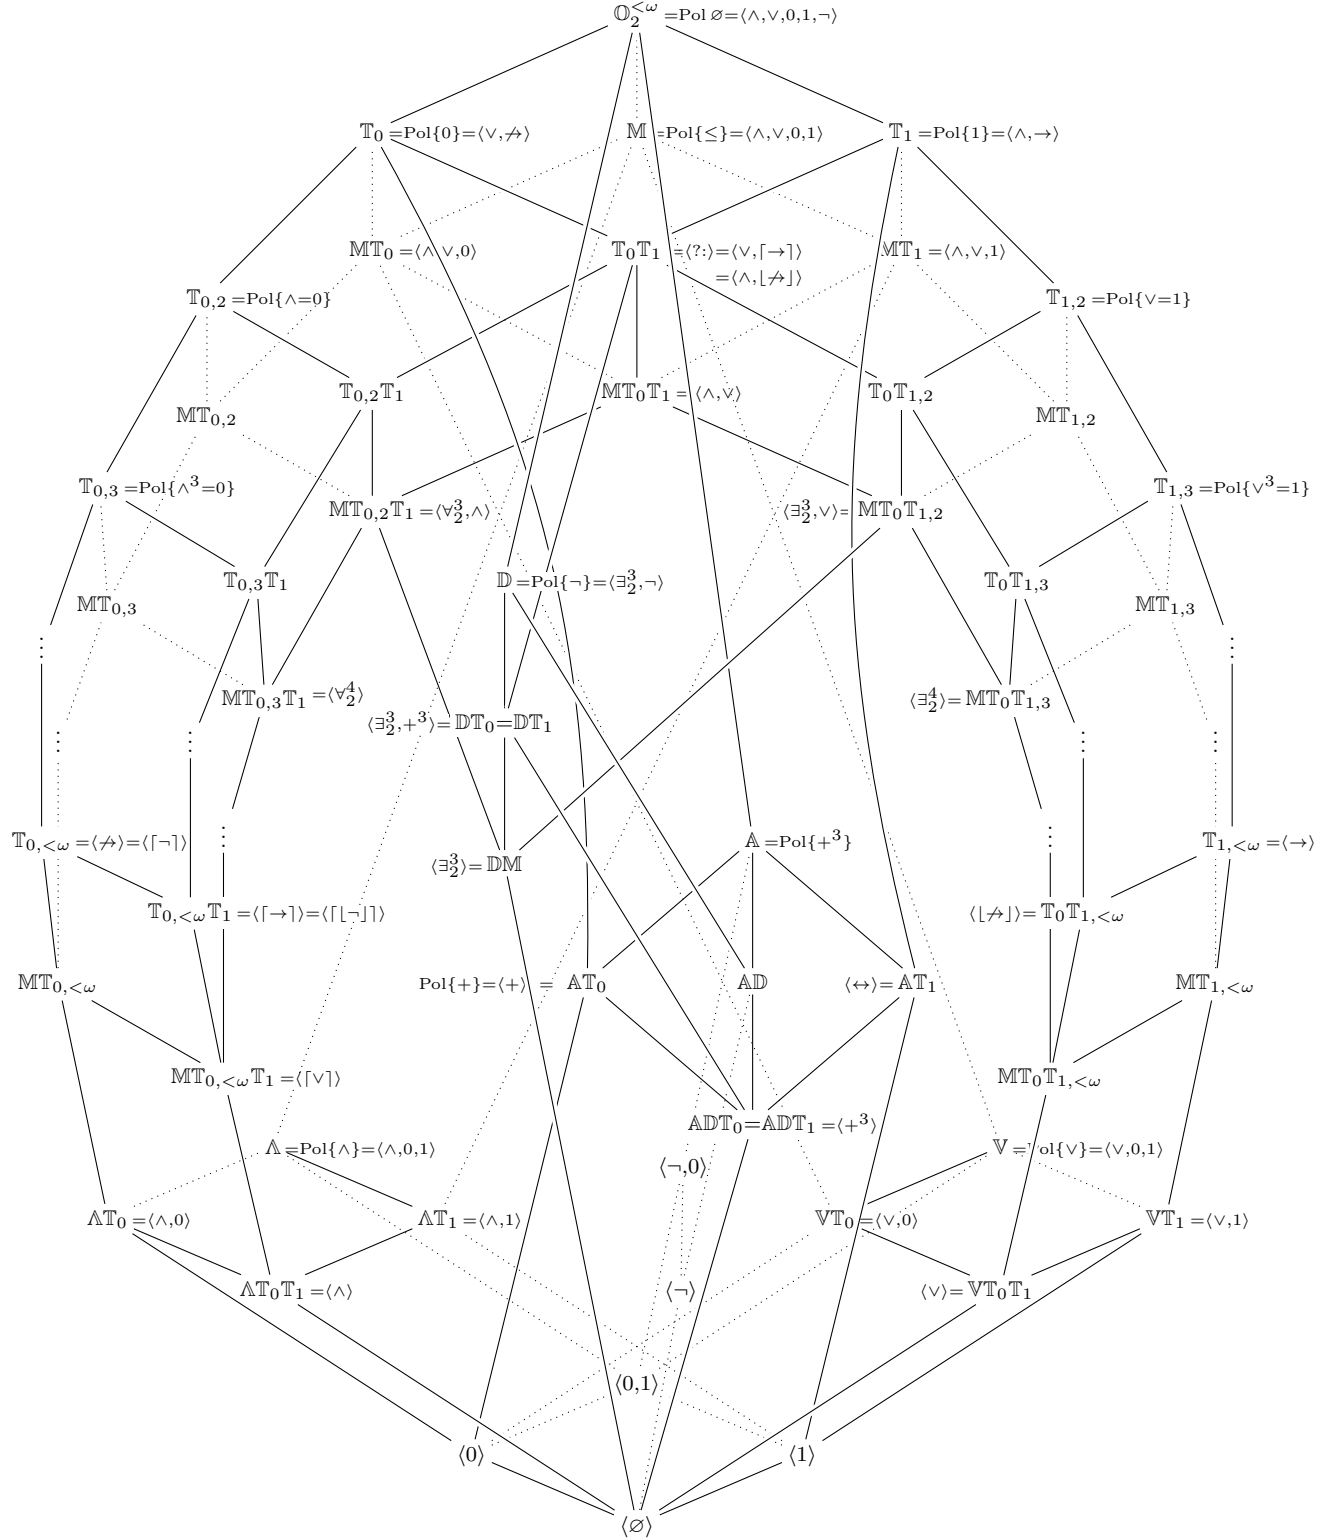 𝕆₂^{<ω} =Pol ∅=⟨∧,∨,0,1,¬⟩
𝕋₀ =Pol{0}=⟨∨,↛⟩
𝕄 =Pol{≤}=⟨∧,∨,0,1⟩
𝕋₁ =Pol{1}=⟨∧,→⟩
𝕄𝕋₀ =⟨∧,∨,0⟩
𝕋₀𝕋₁ =⟨?:⟩=⟨∨,⌈→⌉⟩
=⟨∧,⌊↛⌋⟩
𝕄𝕋₁ =⟨∧,∨,1⟩
𝕋₀,₂ =Pol{∧=0}
𝕋₁,₂ =Pol{∨=1}
𝕋₀,₂𝕋₁
𝕄𝕋₀𝕋₁ = ⟨∧,∨⟩
𝕋₀𝕋₁,₂
𝕄𝕋₀,₂
𝕄𝕋₁,₂
𝕋₀,₃ =Pol{∧³=0}
𝕋₁,₃ =Pol{∨³=1}
𝕄𝕋₀,₂𝕋₁ =⟨∀₂³,∧⟩
⟨∃₂³,∨⟩= 𝕄𝕋₀𝕋₁,₂
𝕋₀,₃𝕋₁
𝔻 =Pol{¬}=⟨∃₂³,¬⟩
𝕋₀𝕋₁,₃
𝕄𝕋₀,₃
𝕄𝕋₁,₃
⋮
⋮
𝕄𝕋₀,₃𝕋₁ =⟨∀₂⁴⟩
⟨∃₂⁴⟩= 𝕄𝕋₀𝕋₁,₃
⟨∃₂³,+³⟩= 𝔻𝕋₀=𝔻𝕋₁
⋮
⋮
⋮
⋮
𝕋₀,<ω =⟨↛⟩=⟨⌈¬⌉⟩
⋮
⟨∃₂³⟩= 𝔻𝕄
𝔸 =Pol{+³}
⋮
𝕋₁,<ω =⟨→⟩
𝕋₀,<ω𝕋₁ =⟨⌈→⌉⟩=⟨⌈⌊¬⌋⌉⟩
⟨⌊↛⌋⟩= 𝕋₀𝕋₁,<ω
𝕄𝕋₀,<ω
Pol{+}=⟨+⟩ = 𝔸𝕋₀
𝔸𝔻
⟨↔⟩= 𝔸𝕋₁
𝕄𝕋₁,<ω
𝕄𝕋₀,<ω𝕋₁ =⟨⌈∨⌉⟩
𝕄𝕋₀𝕋₁,<ω
𝔸𝔻𝕋₀=𝔸𝔻𝕋₁ =⟨+³⟩
⩓ =Pol{∧}=⟨∧,0,1⟩
⟨¬,0⟩
𝕍 =Pol{∨}=⟨∨,0,1⟩
⩓𝕋₀ =⟨∧,0⟩
⩓𝕋₁ =⟨∧,1⟩
𝕍𝕋₀ =⟨∨,0⟩
𝕍𝕋₁ =⟨∨,1⟩
⩓𝕋₀𝕋₁ =⟨∧⟩
⟨¬⟩
⟨∨⟩= 𝕍𝕋₀𝕋₁
⟨0,1⟩
⟨0⟩
⟨1⟩
⟨∅⟩